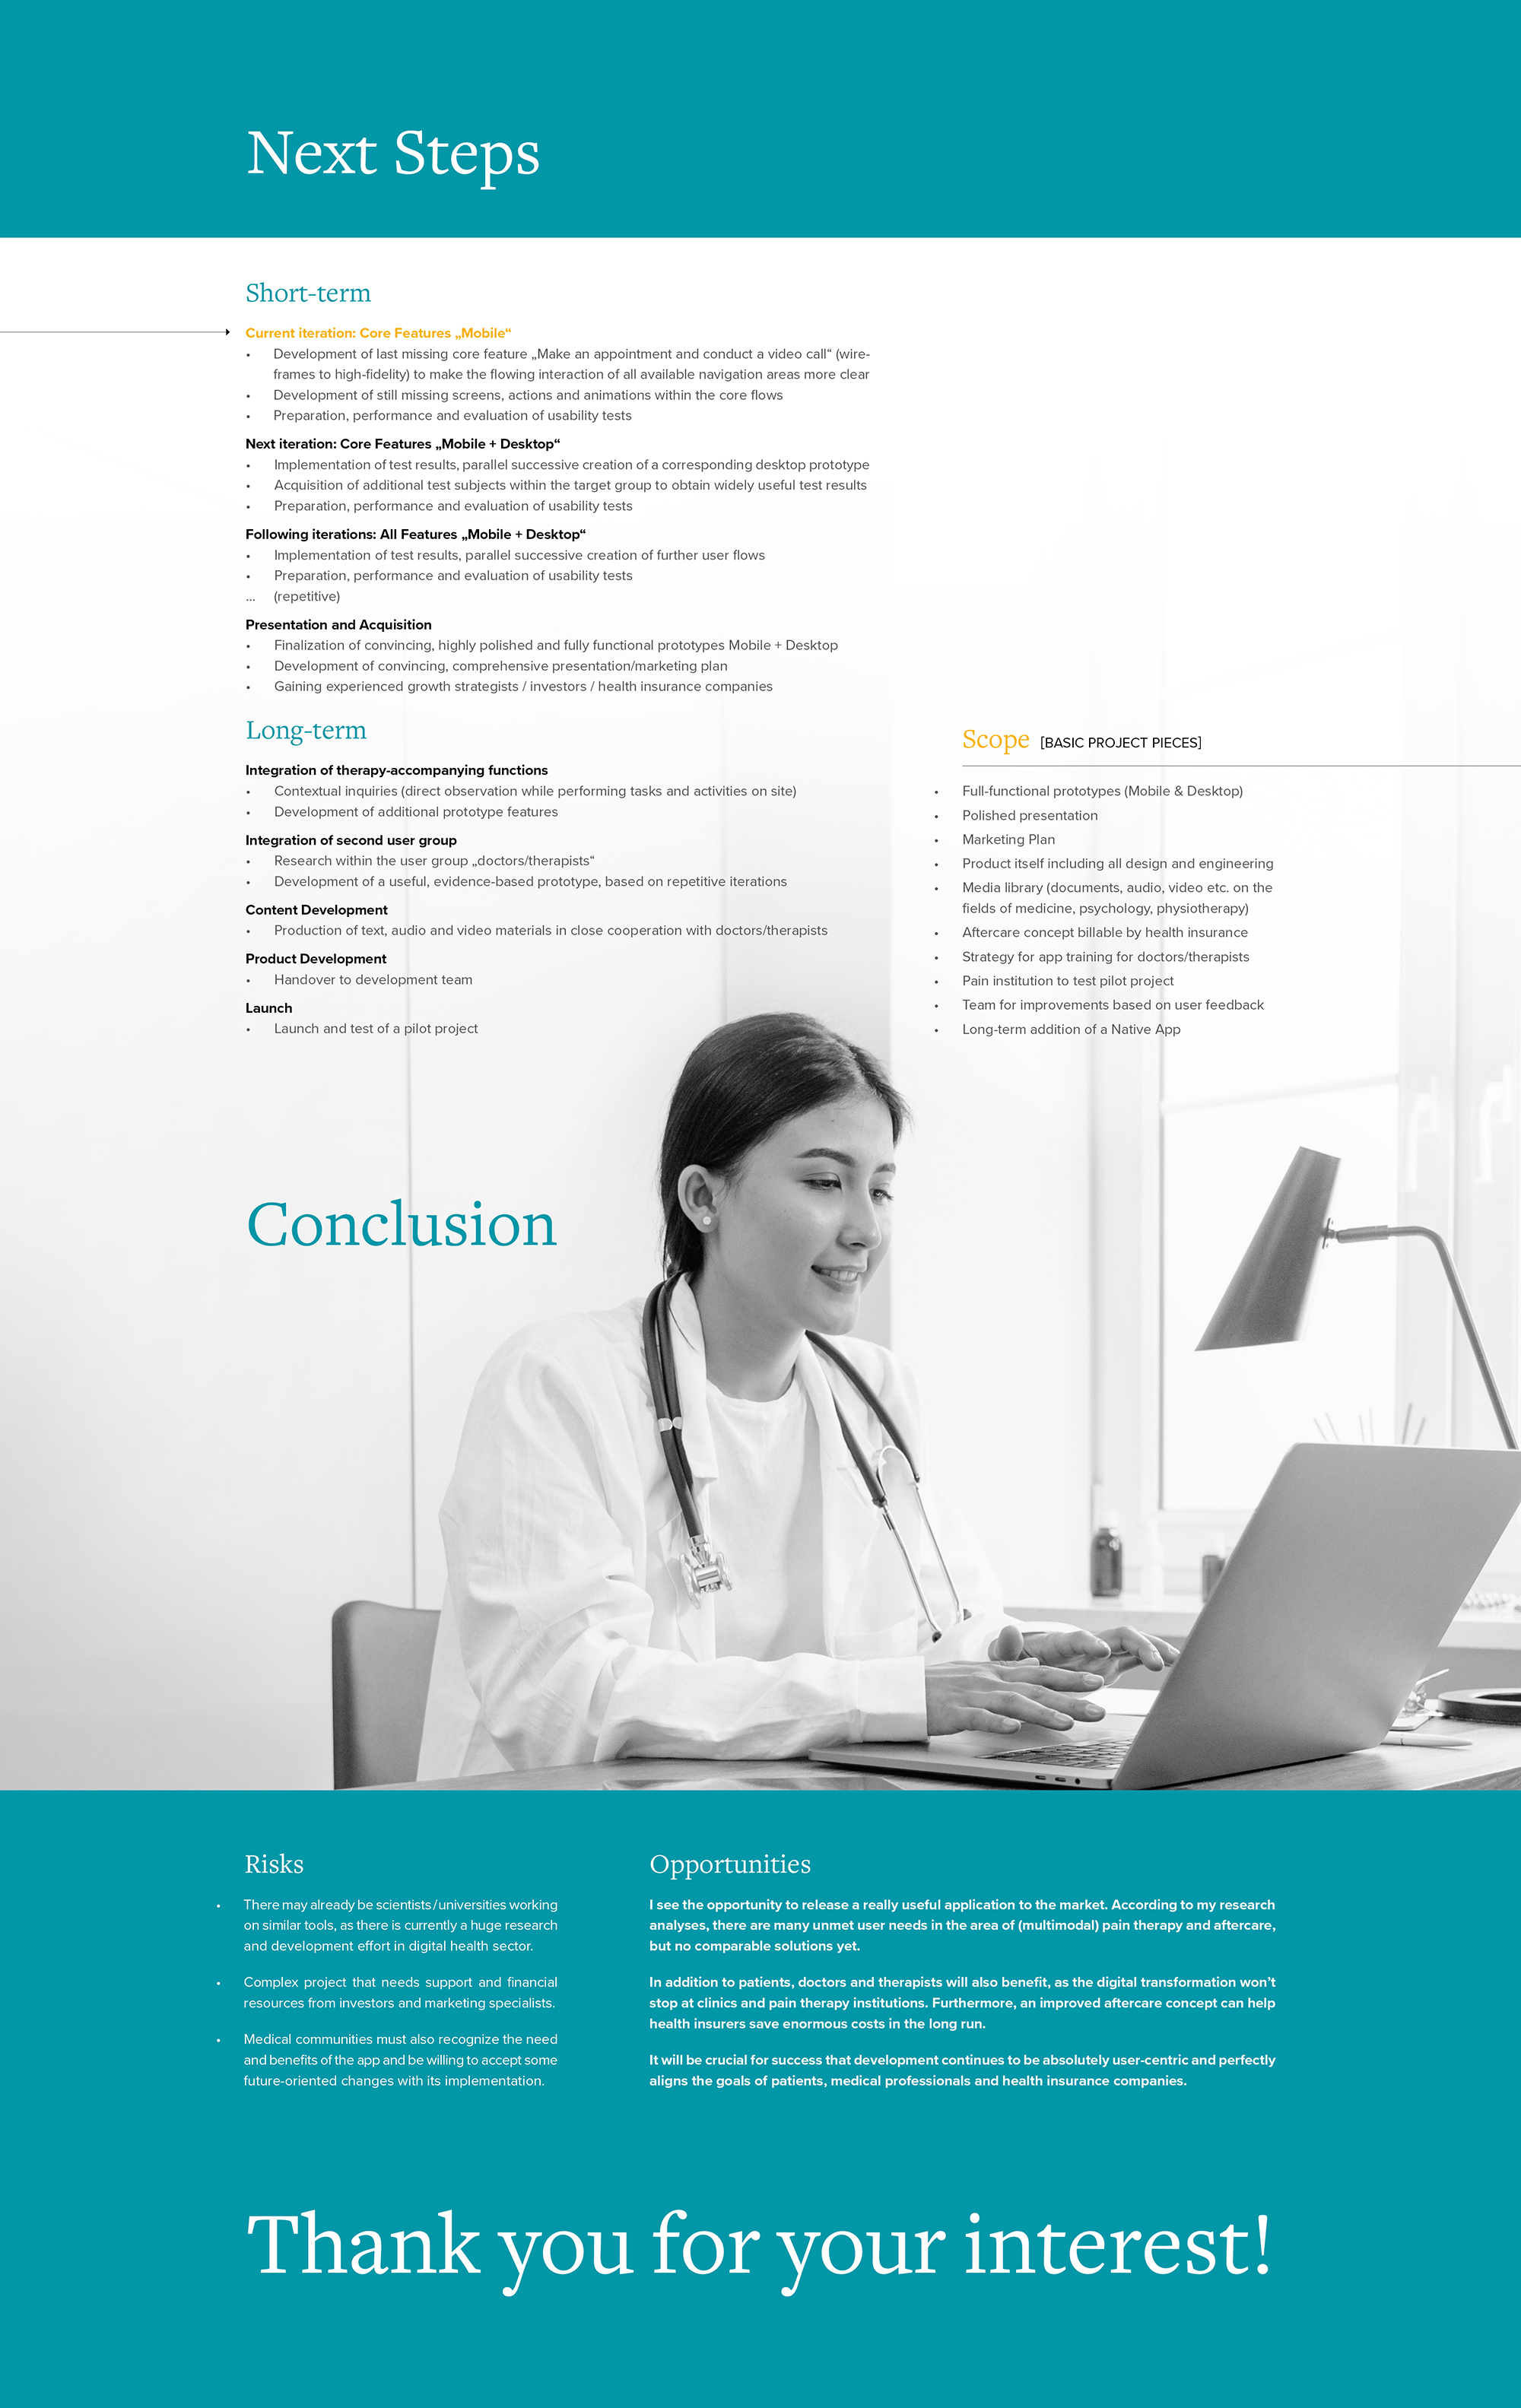 Next Steps
Short-term
Current iteration: Core Features „Mobile“
• Development of last missing core feature „Make an appointment and conduct a video call“ (wire-
frames to high-fidelity) to make the flowing interaction of all available navigation areas more clear
• Development of still missing screens, actions and animations within the core flows
• Preparation, performance and evaluation of usability tests
Next iteration: Core Features „Mobile + Desktop“
• Implementation of test results, parallel successive creation of a corresponding desktop prototype
• Acquisition of additional test subjects within the target group to obtain widely useful test results
• Preparation, performance and evaluation of usability tests
Following iterations: All Features „Mobile + Desktop“
• Implementation of test results, parallel successive creation of further user flows
• Preparation, performance and evaluation of usability tests
... (repetitive)
Presentation and Acquisition
• Finalization of convincing, highly polished and fully functional prototypes Mobile + Desktop
• Development of convincing, comprehensive presentation/marketing plan
• Gaining experienced growth strategists / investors / health insurance companies
Long-term
Integration of therapy-accompanying functions
• Contextual inquiries (direct observation while performing tasks and activities on site)
• Development of additional prototype features
Integration of second user group
• Research within the user group „doctors/therapists“
• Development of a useful, evidence-based prototype, based on repetitive iterations
Content Development
• Production of text, audio and video materials in close cooperation with doctors/therapists
Product Development
• Handover to development team
Launch
• Launch and test of a pilot project
Scope [BASIC PROJECT PIECES]
• Full-functional prototypes (Mobile & Desktop)
• Polished presentation
• Marketing Plan
• Product itself including all design and engineering
• Media library (documents, audio, video etc. on the
fields of medicine, psychology, physiotherapy)
• Aftercare concept billable by health insurance
• Strategy for app training for doctors/therapists
• Pain institution to test pilot project
• Team for improvements based on user feedback
• Long-term addition of a Native App
Conclusion
Risks
• There may already be scientists/universities working
on similar tools, as there is currently a huge research
and development effort in digital health sector.
• Complex project that needs support and financial
resources from investors and marketing specialists.
• Medical communities must also recognize the need
and benefits of the app and be willing to accept some
future-oriented changes with its implementation.
Opportunities
I see the opportunity to release a really useful application to the market. According to my research
analyses, there are many unmet user needs in the area of (multimodal) pain therapy and aftercare,
but no comparable solutions yet.
In addition to patients, doctors and therapists will also benefit, as the digital transformation won’t
stop at clinics and pain therapy institutions. Furthermore, an improved aftercare concept can help
health insurers save enormous costs in the long run.
It will be crucial for success that development continues to be absolutely user-centric and perfectly
aligns the goals of patients, medical professionals and health insurance companies.
Thank you for your interest!